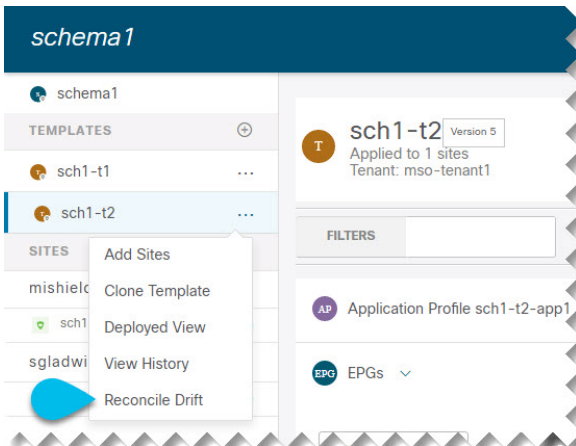 schema1
schema1
TEMPLATES
sch1-t1
...
sch1-t2
...
SITES
mishield
sch1
sgladwi
Add Sites
Clone Template
Deployed View
View History
Reconcile Drift
T
sch1-t2 Version 5
Applied to 1 sites
Tenant: mso-tenant1
FILTERS
AP Application Profile sch1-t2-app1
EPG EPGs